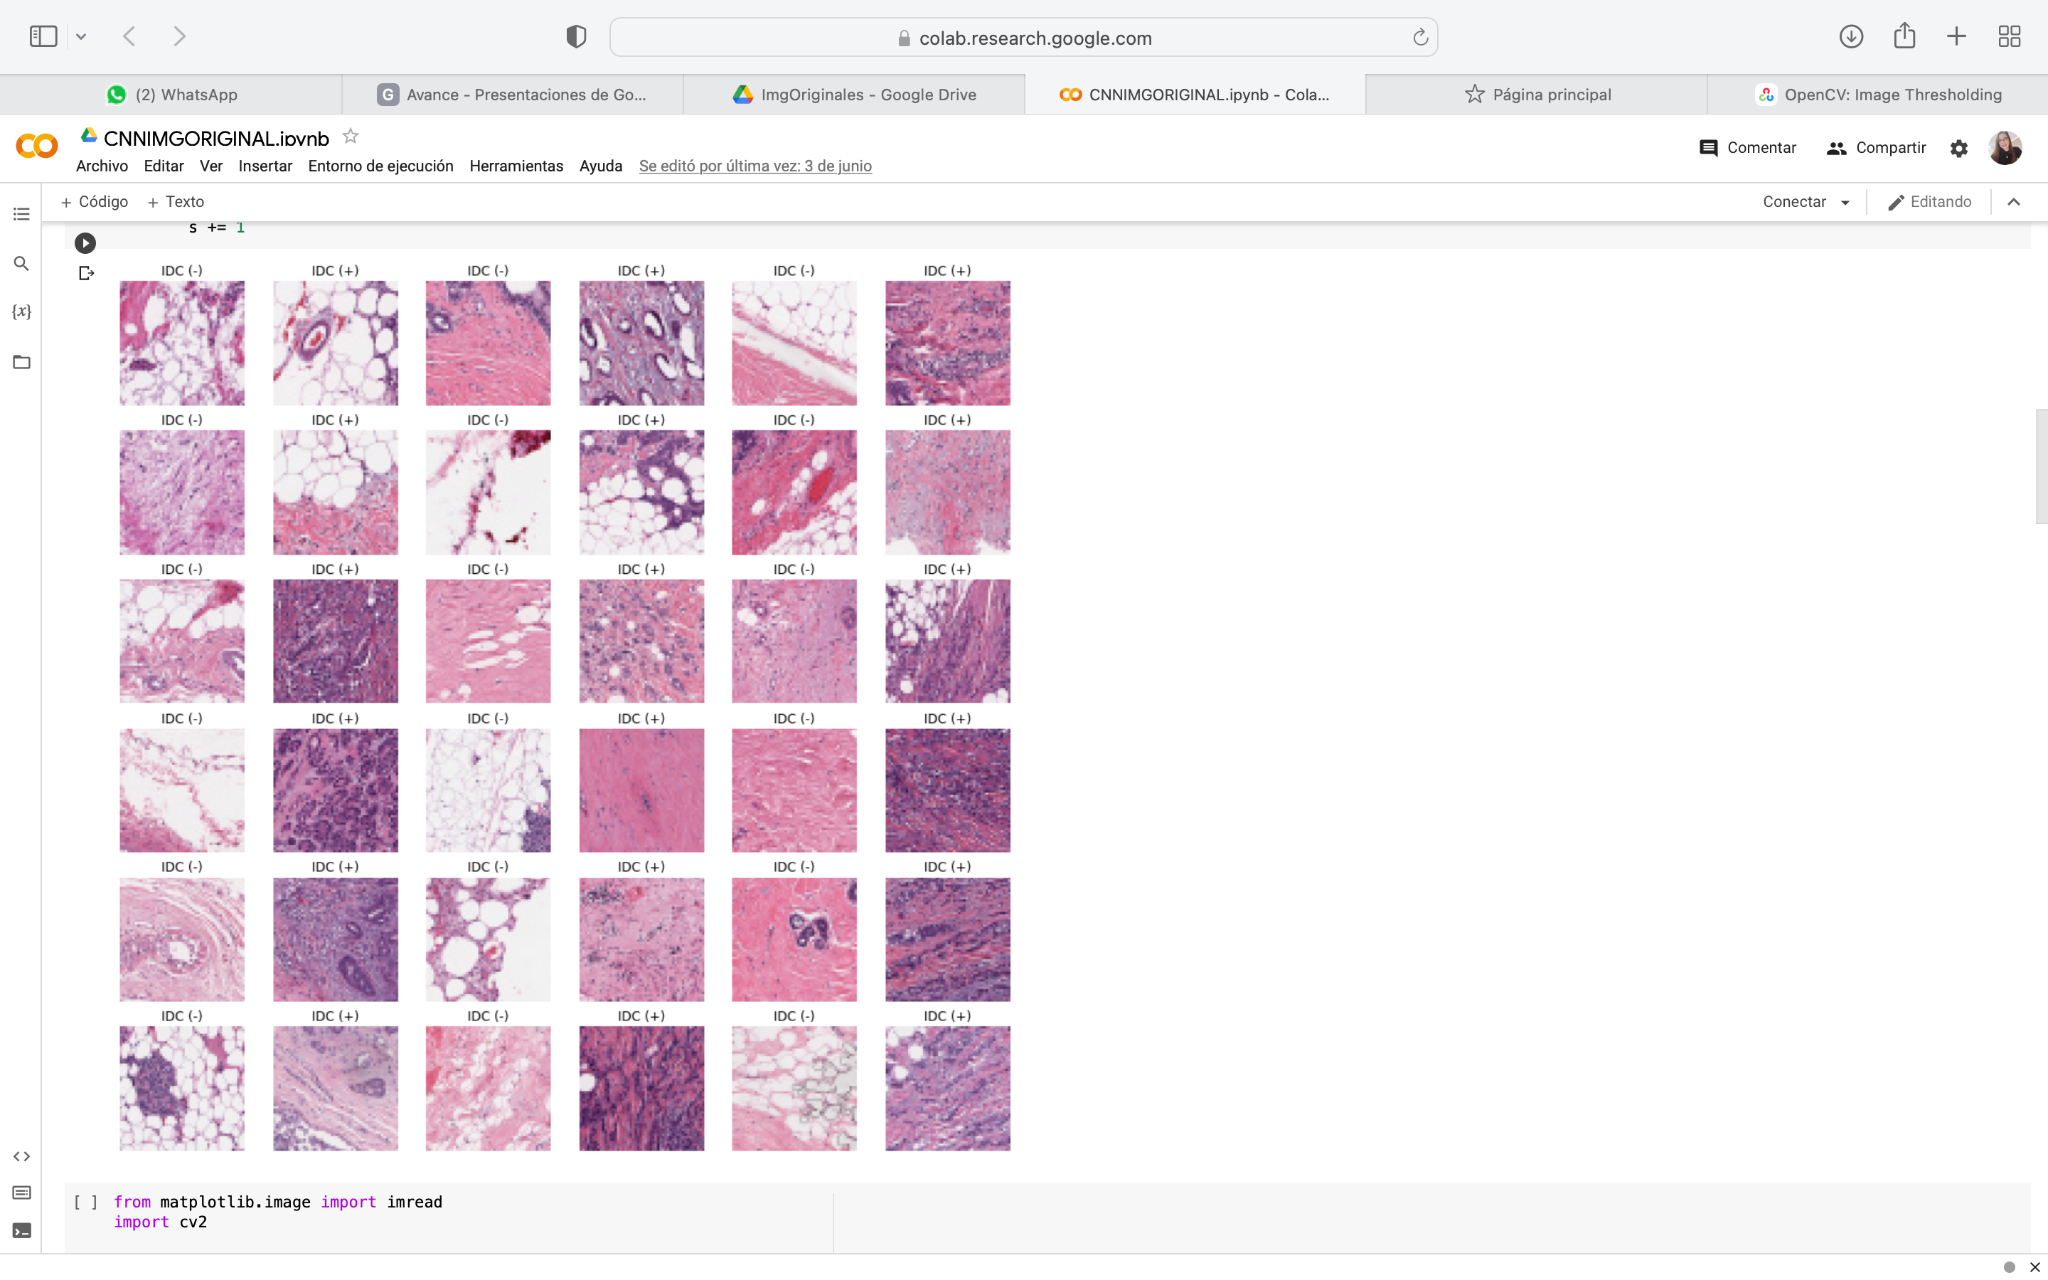 colab.research.google.com
(2) WhatsApp
G Avance - Presentaciones de Go...
ImgOriginales - Google Drive
CNNIMGORIGINAL.ipynb - Cola...
Página principal
OpenCV: Image Thresholding
CNNIMGORIGINAL.ipynb
Comentar
Compartir
Archivo Editar Ver Insertar Entorno de ejecución Herramientas Ayuda Se editó por última vez: 3 de junio
+ Código + Texto
Conectar
Editando
s += 1
{x}
IDC (-) IDC (+) IDC (-) IDC (+) IDC (-) IDC (+)
IDC (-) IDC (+) IDC (-) IDC (+) IDC (-) IDC (+)
IDC (-) IDC (+) IDC (-) IDC (+) IDC (-) IDC (+)
IDC (-) IDC (+) IDC (-) IDC (+) IDC (-) IDC (+)
IDC (-) IDC (+) IDC (-) IDC (+) IDC (-) IDC (+)
IDC (-) IDC (+) IDC (-) IDC (+) IDC (-) IDC (+)
[ ] from matplotlib.image import imread
import cv2